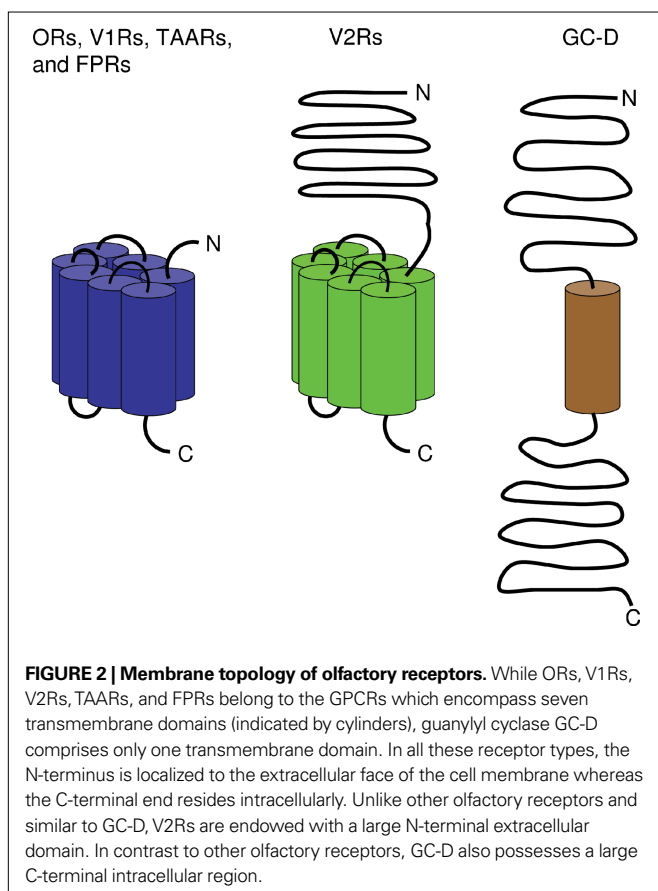 ORs, V1Rs, TAARs, V2Rs GC-D
and FPRs
N N
N
C C
C
FIGURE 2 | Membrane topology of olfactory receptors. While ORs, V1Rs,
V2Rs, TAARs, and FPRs belong to the GPCRs which encompass seven
transmembrane domains (indicated by cylinders), guanylyl cyclase GC-D
comprises only one transmembrane domain. In all these receptor types, the
N-terminus is localized to the extracellular face of the cell membrane whereas
the C-terminal end resides intracellularly. Unlike other olfactory receptors and
similar to GC-D, V2Rs are endowed with a large N-terminal extracellular
domain. In contrast to other olfactory receptors, GC-D also possesses a large
C-terminal intracellular region.